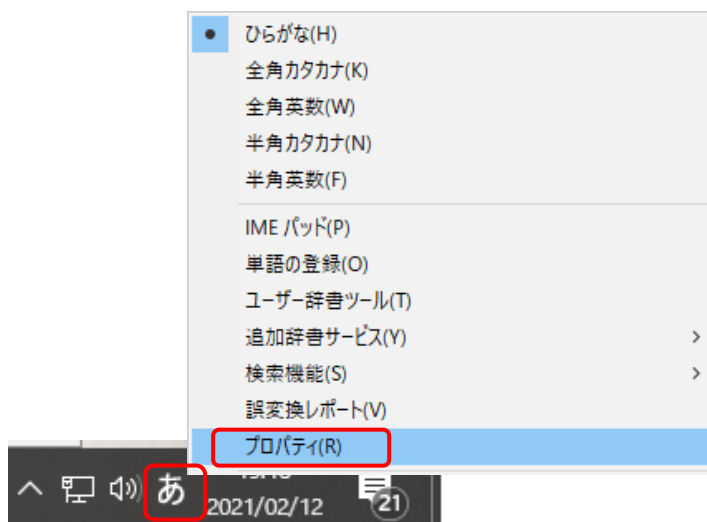 ひらがな(H)
全角カタカナ(K)
全角英数(W)
半角カタカナ(N)
半角英数(F)
IME パッド(P)
単語の登録(O)
ユーザー辞書ツール(T)
追加辞書サービス(Y)
検索機能(S)
誤変換レポート(V)
プロパティ(R)
あ
2021/02/12
21